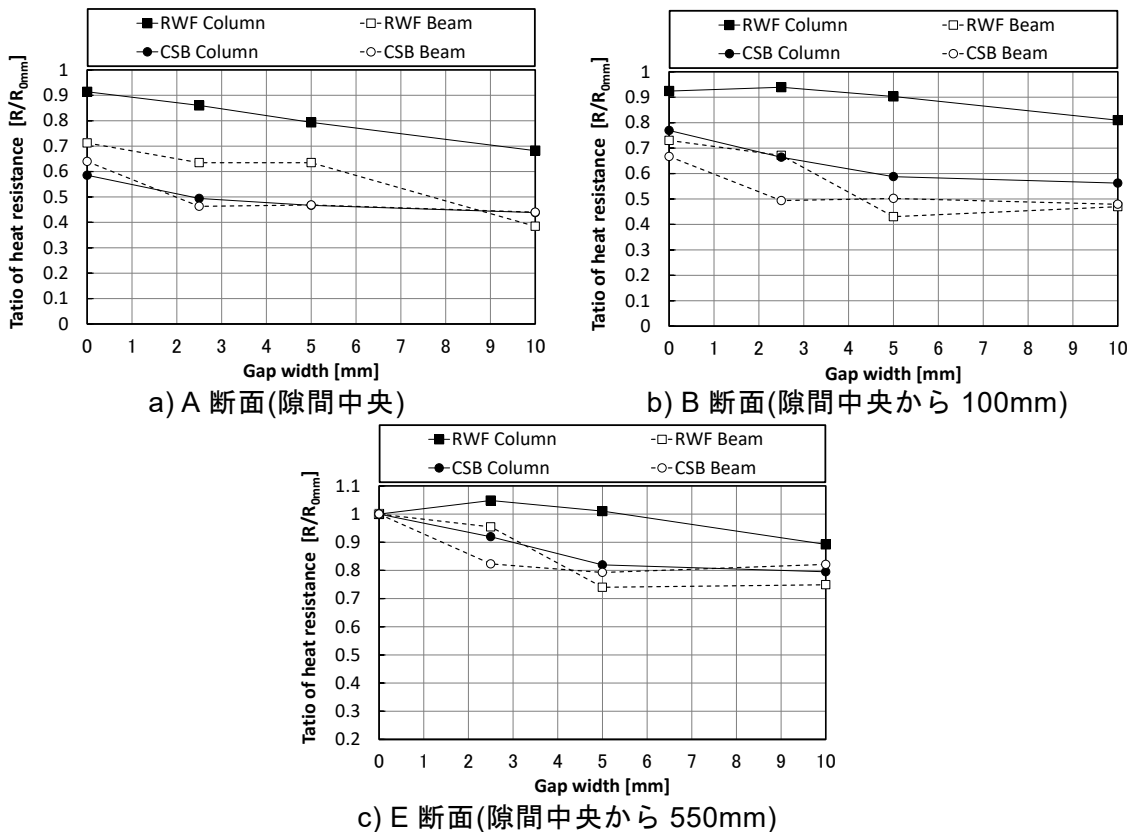 RWF Column RWF Beam
CSB Column CSB Beam
Tatio of heat resistance [R/R0mm]
1
0.9
0.8
0.7
0.6
0.5
0.4
0.3
0.2
0.1
0
0 1 2 3 4 5 6 7 8 9 10
Gap width [mm]
a) A 断面(隙間中央)
RWF Column RWF Beam
CSB Column CSB Beam
Tatio of heat resistance [R/R0mm]
1
0.9
0.8
0.7
0.6
0.5
0.4
0.3
0.2
0.1
0
0 1 2 3 4 5 6 7 8 9 10
Gap width [mm]
b) B 断面(隙間中央から 100mm)
RWF Column RWF Beam
CSB Column CSB Beam
Tatio of heat resistance [R/R0mm]
1.1
1
0.9
0.8
0.7
0.6
0.5
0.4
0.3
0.2
0 1 2 3 4 5 6 7 8 9 10
Gap width [mm]
c) E 断面(隙間中央から 550mm)